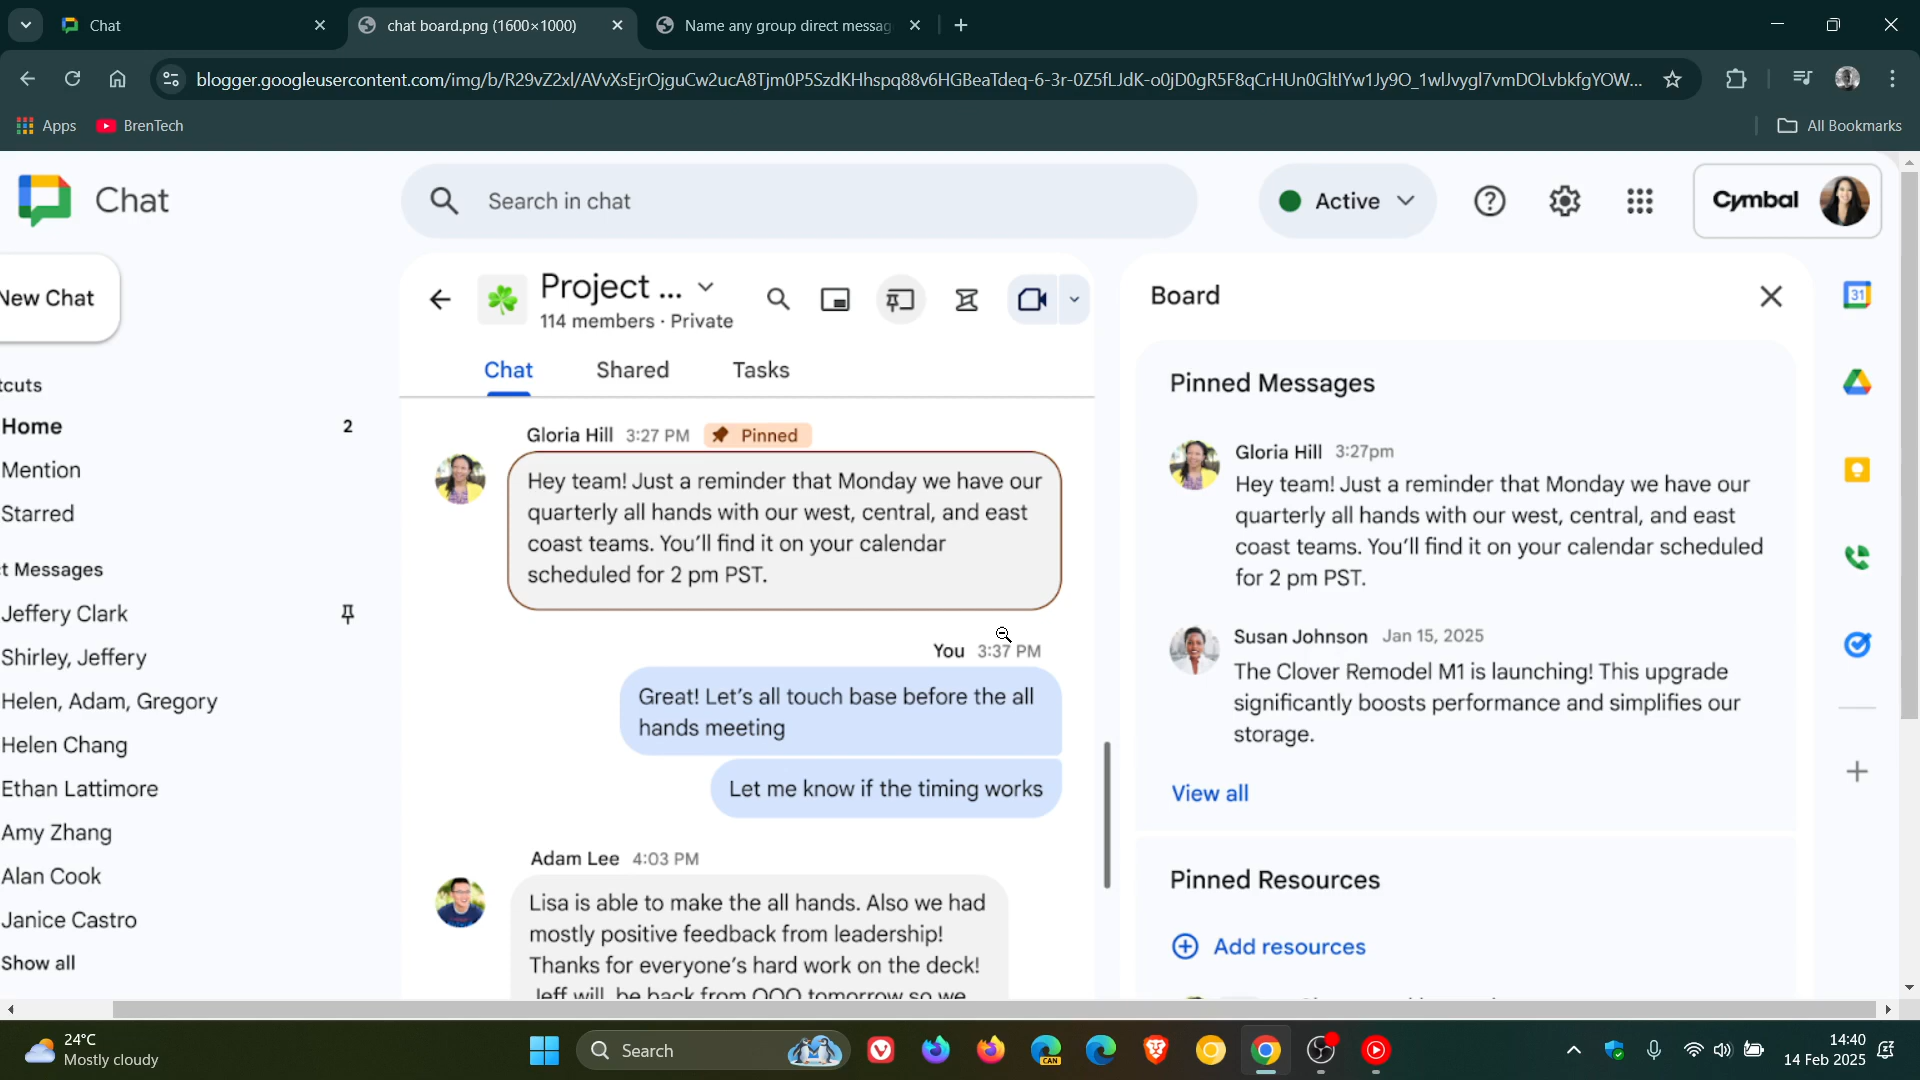 Chat
chat board.png (1600×1000)
Name any group direct messag
blogger.googleusercontent.com/img/b/R29vZ2xl/AVvXsEjrOjguCw2ucA8Tjm0P5SzdKHhspq88v6HGBeaTdeq-6-3r-0Z5fLJdK-o0jD0gR5F8qCrHUn0GltIYw1Jy9O_1wlJvygl7vmDOLvbkfgYOW...
Apps
BrenTech
All Bookmarks
Chat
Search in chat
Active
Cymbal
New Chat
tcuts
Home 2
Mention
Starred
t Messages
Jeffery Clark
Shirley, Jeffery
Helen, Adam, Gregory
Helen Chang
Ethan Lattimore
Amy Zhang
Alan Cook
Janice Castro
Show all
Project ...
114 members · Private
Chat Shared Tasks
Gloria Hill 3:27 PM Pinned
Hey team! Just a reminder that Monday we have our
quarterly all hands with our west, central, and east
coast teams. You'll find it on your calendar
scheduled for 2 pm PST.
You 3:37 PM
Great! Let's all touch base before the all
hands meeting
Let me know if the timing works
Adam Lee 4:03 PM
Lisa is able to make the all hands. Also we had
mostly positive feedback from leadership!
Thanks for everyone's hard work on the deck!
Jeff will be back from OOO tomorrow so we
Board
Pinned Messages
Gloria Hill 3:27pm
Hey team! Just a reminder that Monday we have our
quarterly all hands with our west, central, and east
coast teams. You'll find it on your calendar scheduled
for 2 pm PST.
Susan Johnson Jan 15, 2025
The Clover Remodel M1 is launching! This upgrade
significantly boosts performance and simplifies our
storage.
View all
Pinned Resources
Add resources
31
24°C
Mostly cloudy
Search
CAN
14:40
14 Feb 2025